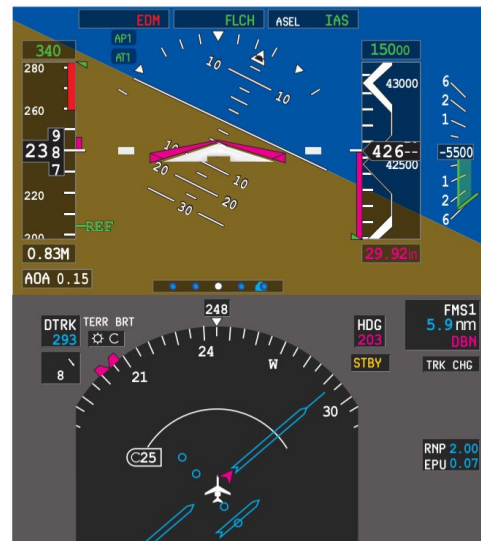 EDM FLCH ASEL IAS
AP1
AT1
340
15000
280
260
9
23 8
7
220
200
REF
0.83M
AOA 0.15
10
10
10
10
20
20
30
43000
426
42500
29.92in
6
2
1
-5500
1
2
6
248
DTRK
293
TERR BRT
8
HDG
203
STBY
FMS1
5.9nm
DBN
TRK CHG
21
24
W
30
C25
RNP 2.00
EPU 0.07